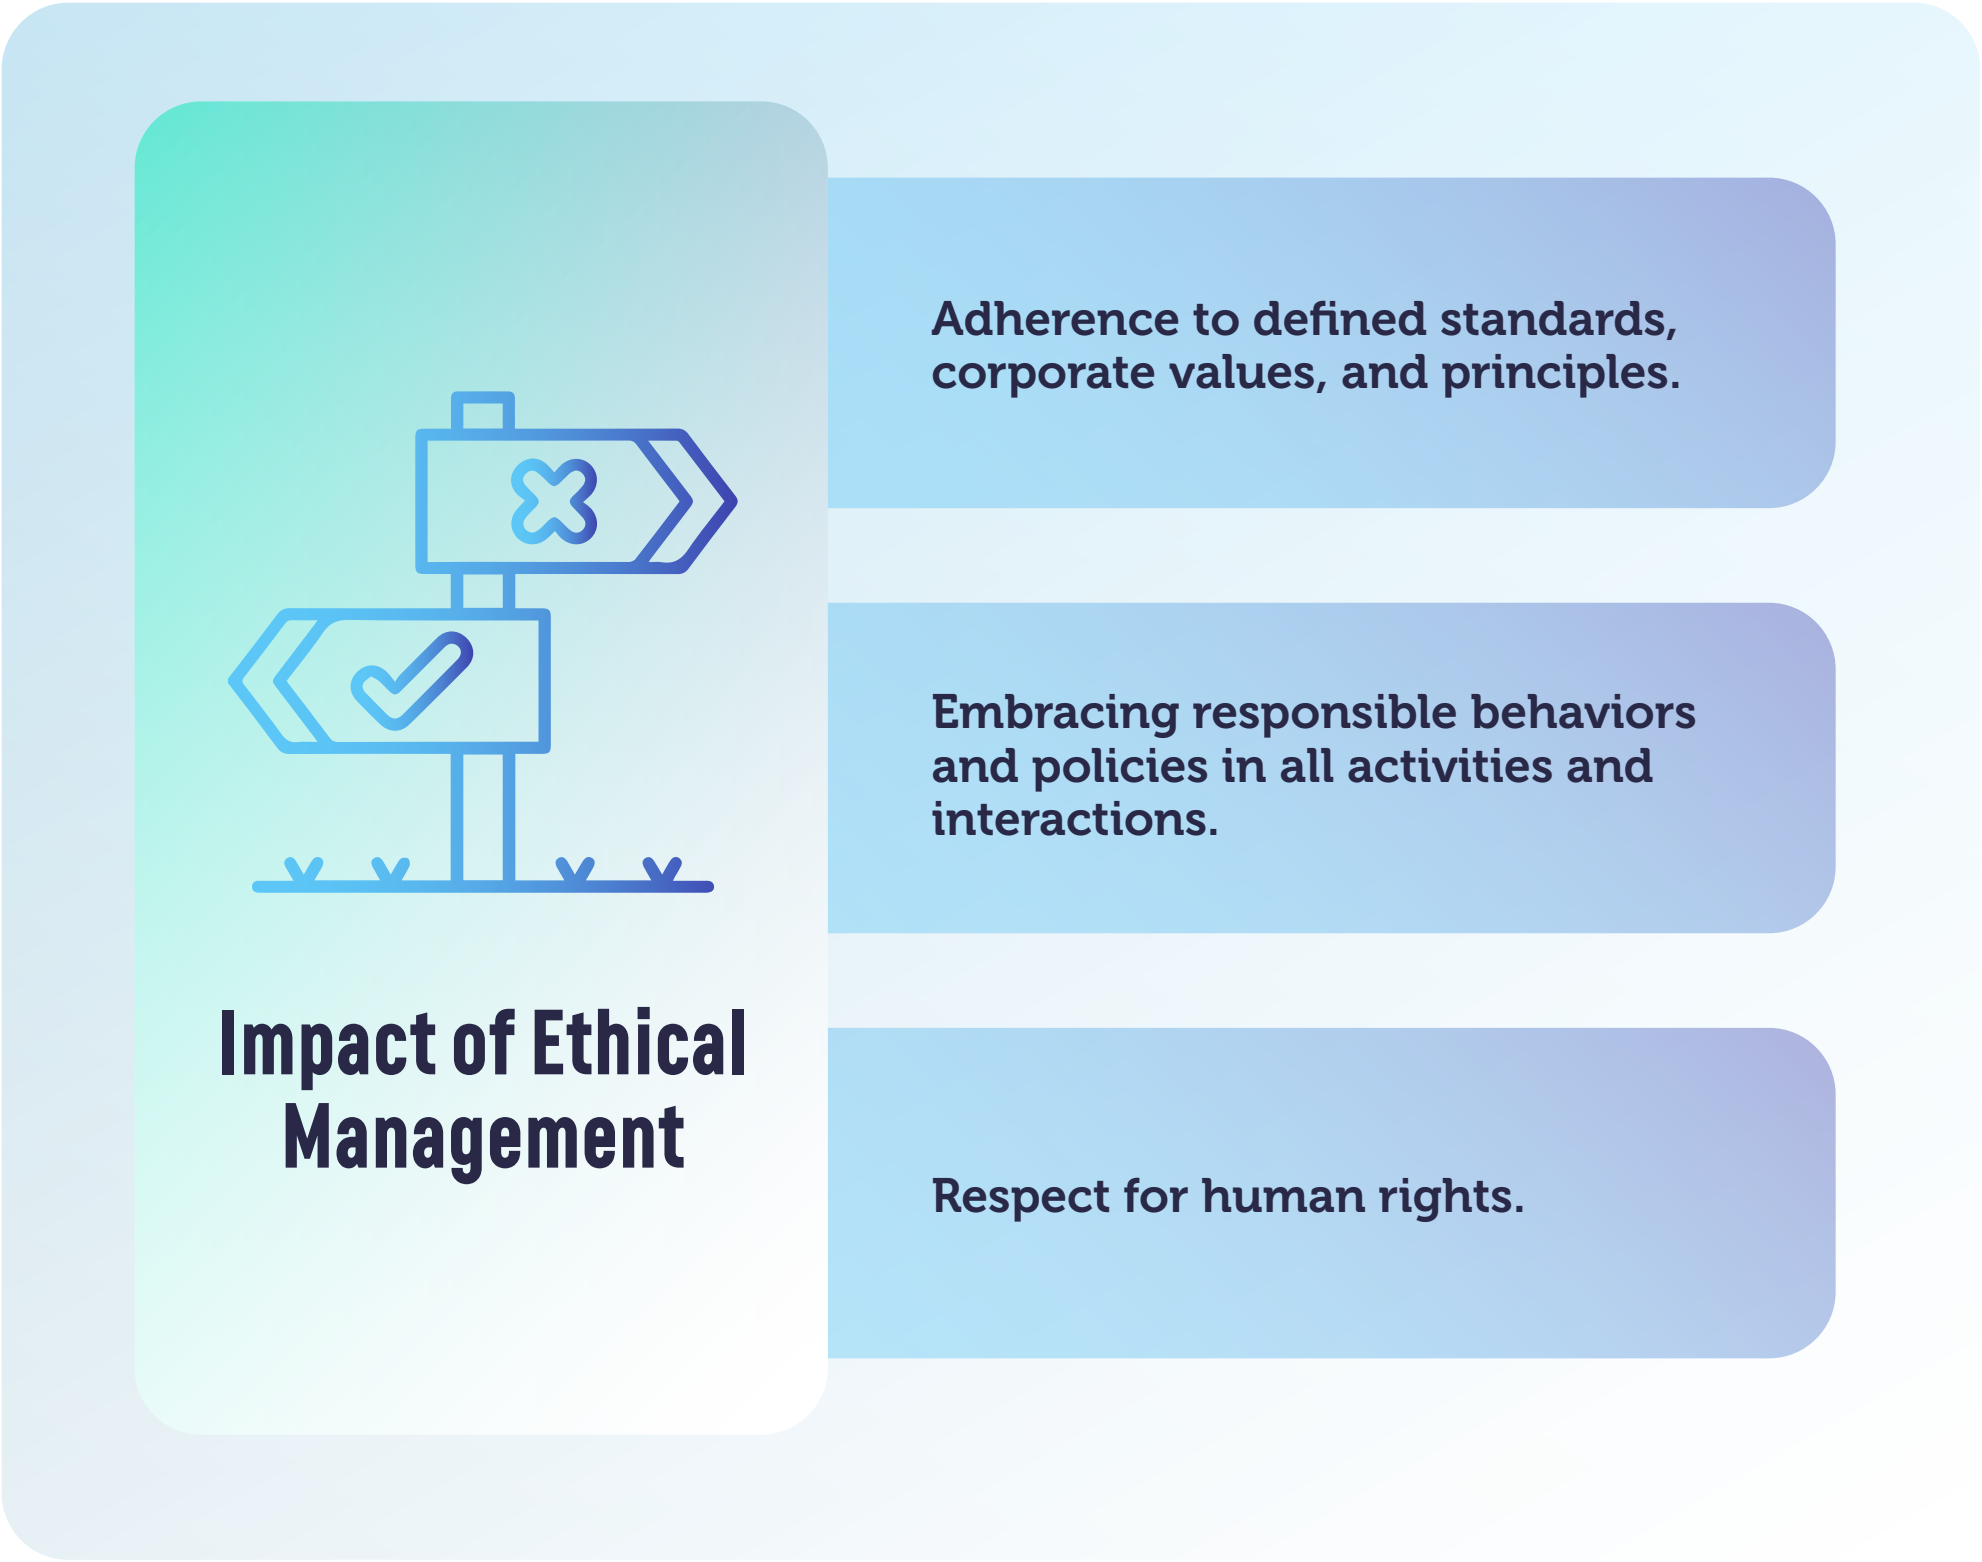 Impact of Ethical
Management
Adherence to defined standards,
corporate values, and principles.
Embracing responsible behaviors
and policies in all activities and
interactions.
Respect for human rights.